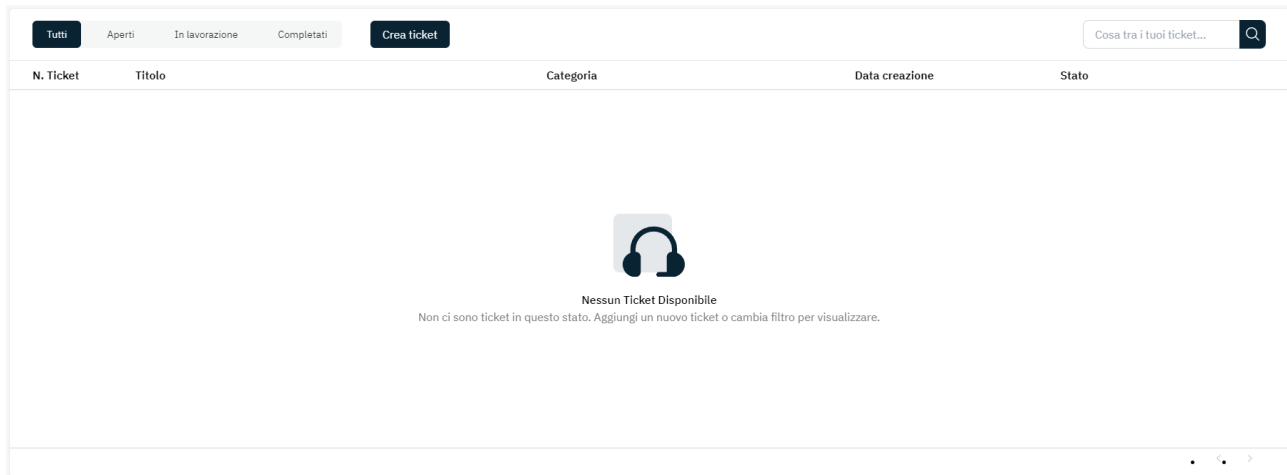 Tutti Aperti In lavorazione Completati Crea ticket Cosa tra i tuoi ticket...
N. Ticket Titolo Categoria Data creazione Stato
Nessun Ticket Disponibile
Non ci sono ticket in questo stato. Aggiungi un nuovo ticket o cambia filtro per visualizzare.